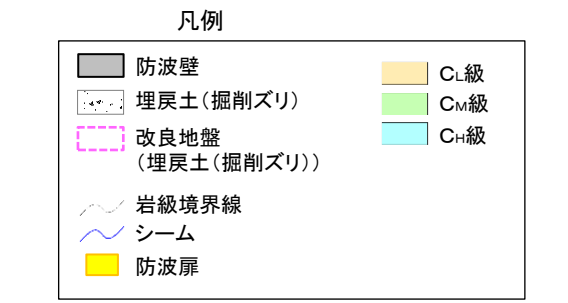 凡例
防波壁
埋戻土(掘削ズリ)
改良地盤
(埋戻土(掘削ズリ))
岩級境界線
シーム
防波扉
CL級
CM級
CH級